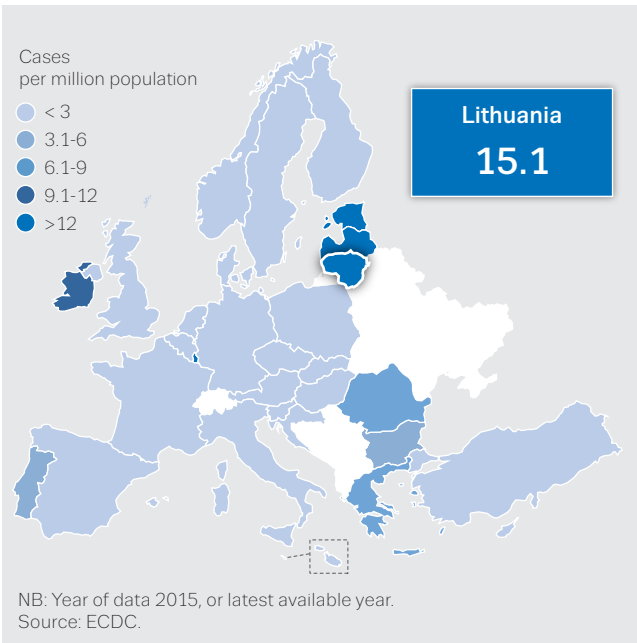 Cases
per million population
< 3
3.1-6
6.1-9
9.1-12
>12
Lithuania
15.1
NB: Year of data 2015, or latest available year.
Source: ECDC.